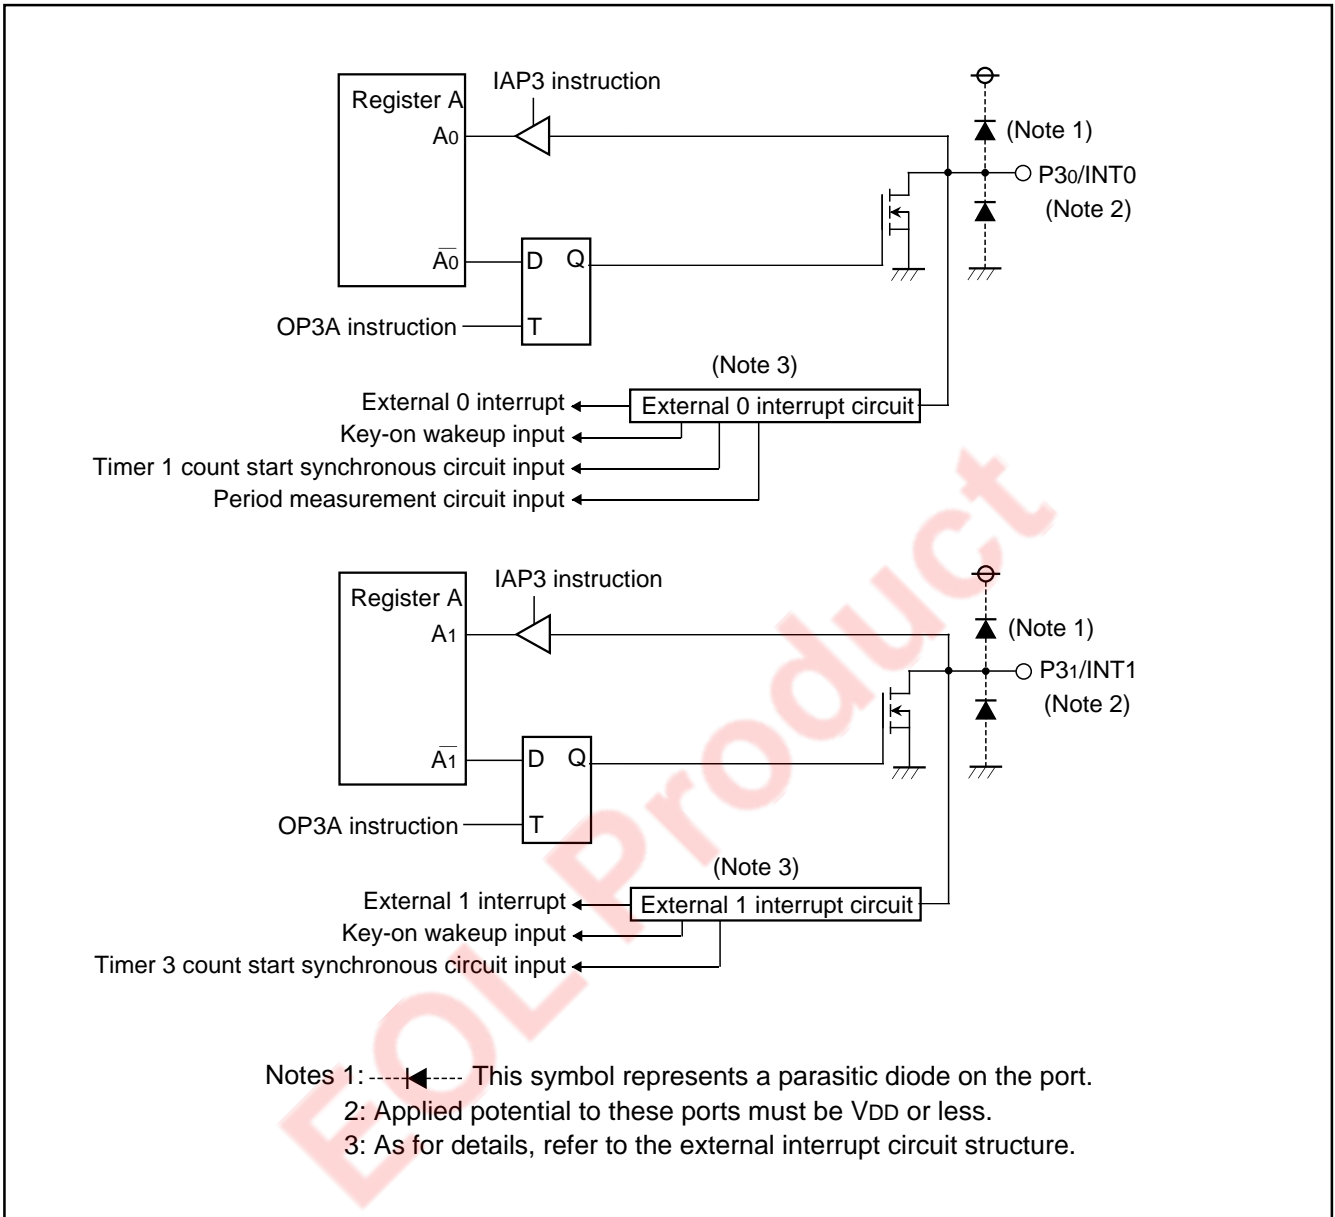 IAP3 instruction
Register A
A0
(Note 1)
P30/INT0
(Note 2)
A̅0̅
D Q
OP3A instruction
T
(Note 3)
External 0 interrupt
External 0 interrupt circuit
Key-on wakeup input
Timer 1 count start synchronous circuit input
Period measurement circuit input
IAP3 instruction
Register A
A1
(Note 1)
P31/INT1
(Note 2)
A̅1̅
D Q
OP3A instruction
T
(Note 3)
External 1 interrupt
External 1 interrupt circuit
Key-on wakeup input
Timer 3 count start synchronous circuit input
Notes 1: This symbol represents a parasitic diode on the port.
2: Applied potential to these ports must be VDD or less.
3: As for details, refer to the external interrupt circuit structure.
EOL Product